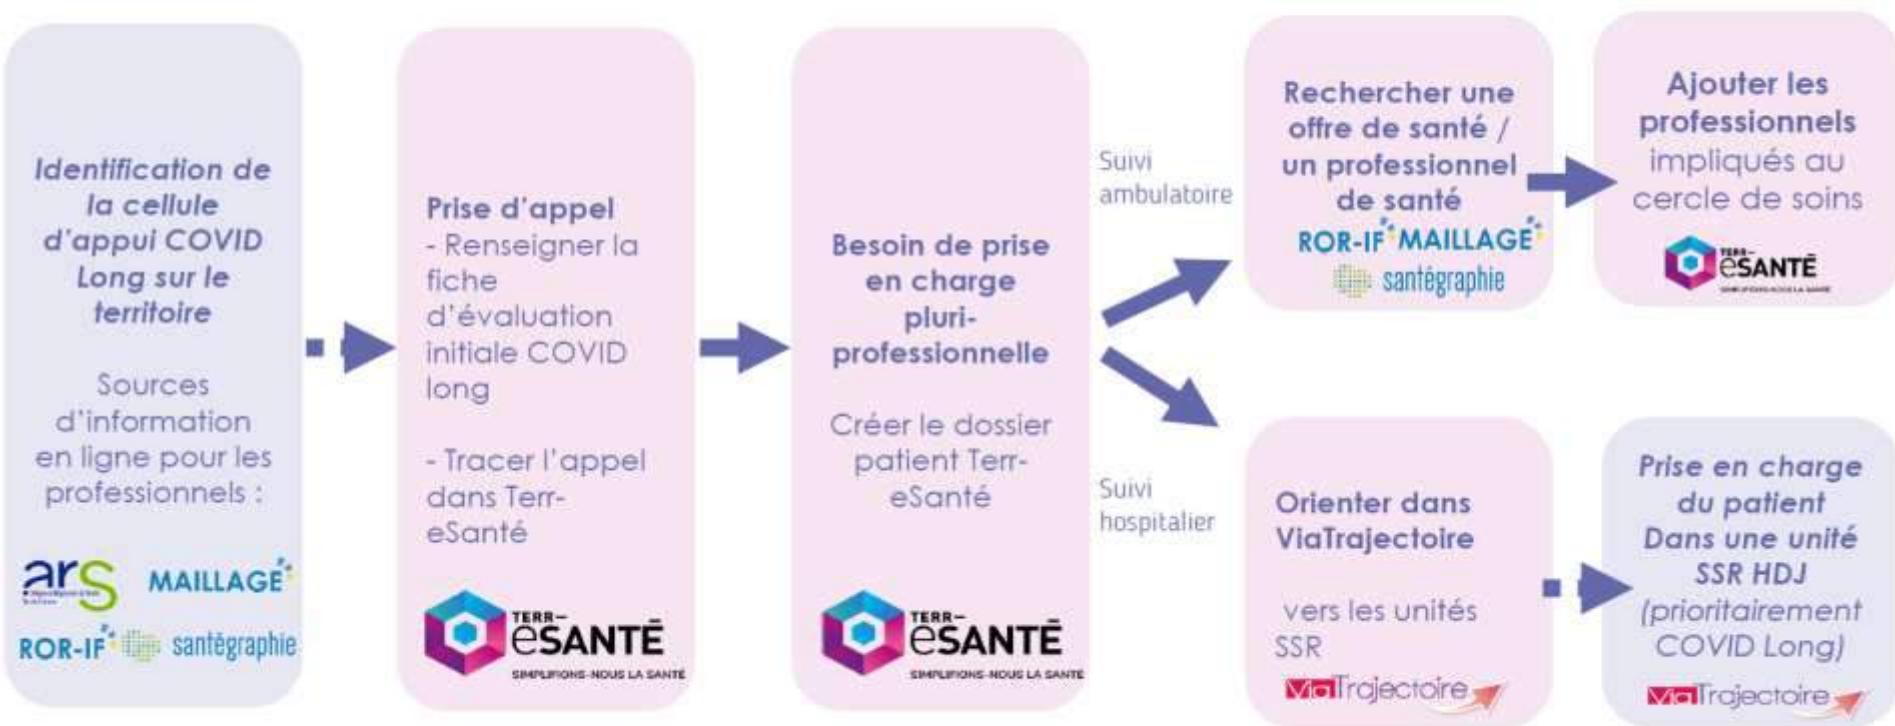 Identification de
la cellule
d'appui COVID
Long sur le
territoire
Sources
d'information
en ligne pour les
professionnels :
ars
MAILLAGE
ROR-IF
santégraphie
Prise d'appel
- Renseigner la
fiche
d'évaluation
initiale COVID
long
- Tracer l'appel
dans Terr-
eSanté
TERR-
ESANTÉ
SIMPLIFIONS-NOUS LA SANTÉ
Besoin de prise
en charge
pluri-
professionnelle
Créer le dossier
patient Terr-
eSanté
TERR-
ESANTÉ
SIMPLIFIONS-NOUS LA SANTÉ
Suivi
ambulatoire
Rechercher une
offre de santé /
un professionnel
de santé
ROR-IF MAILLAGE
santégraphie
Ajouter les
professionnels
impliqués au
cercle de soins
TERR-
ESANTÉ
SIMPLIFIONS-NOUS LA SANTÉ
Suivi
hospitalier
Orienter dans
ViaTrajectoire
vers les unités
SSR
ViaTrajectoire
Prise en charge
du patient
Dans une unité
SSR HDJ
(prioritairement
COVID Long)
ViaTrajectoire